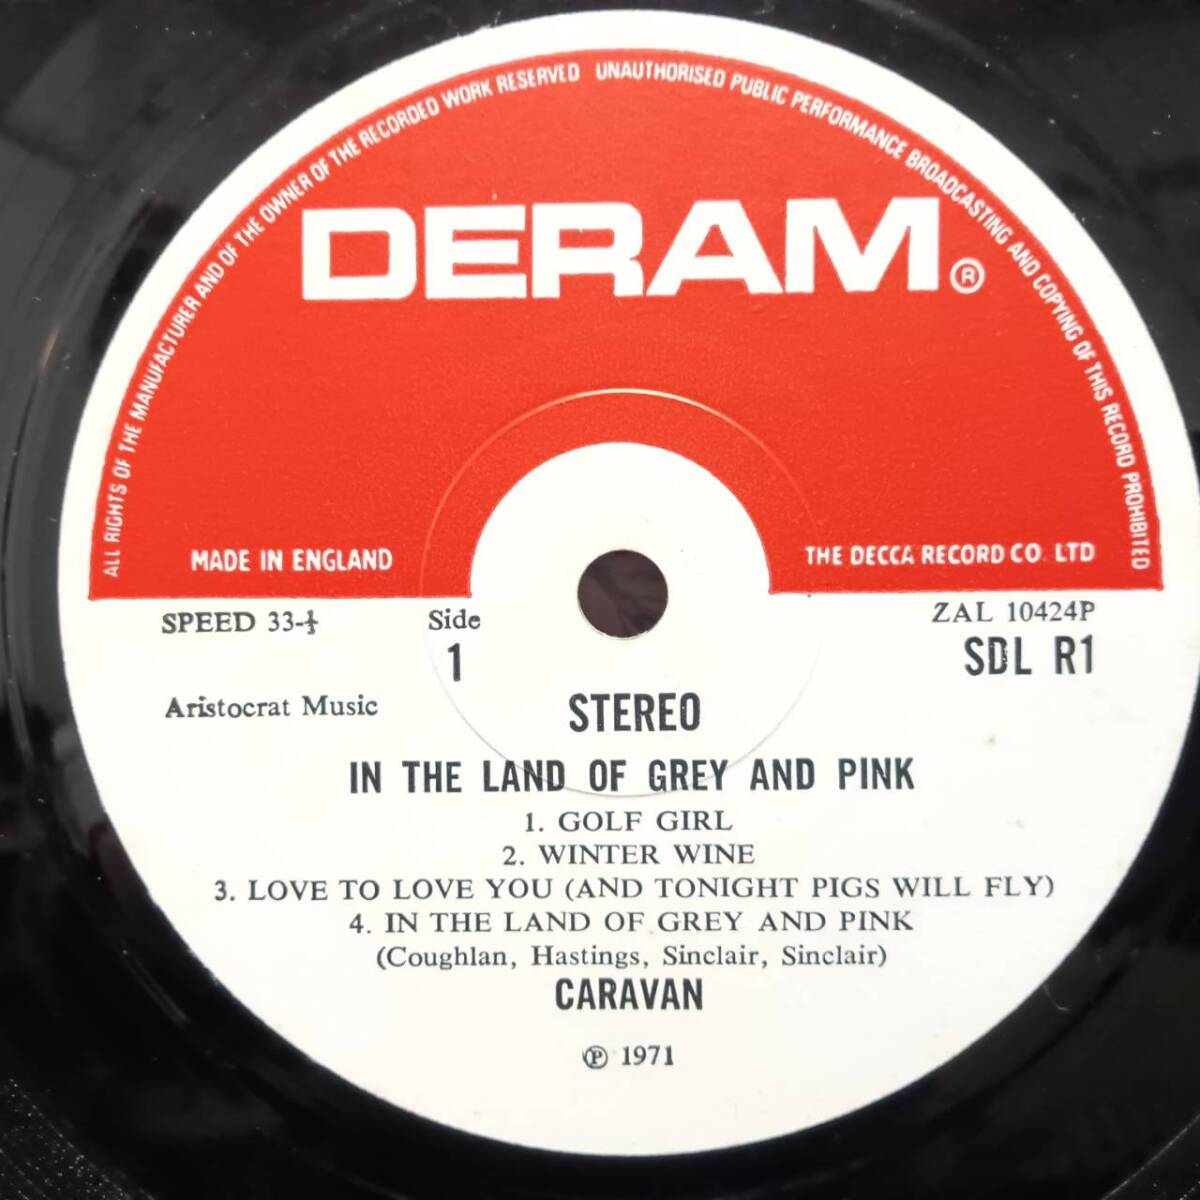 ALL RIGHTS OF THE MANUFACTURER AND OF THE OWNER OF THE RECORDED WORK RESERVED UNAUTHORISED PUBLIC PERFORMANCE BROADCASTING AND COPYING OF THIS RECORD PROHIBITED
DERAM®
MADE IN ENGLAND
THE DECCA RECORD CO. LTD
SPEED 33-⅓
Side
1
ZAL 10424P
SDL R1
Aristocrat Music
STEREO
IN THE LAND OF GREY AND PINK
1. GOLF GIRL
2. WINTER WINE
3. LOVE TO LOVE YOU (AND TONIGHT PIGS WILL FLY)
4. IN THE LAND OF GREY AND PINK
(Coughlan, Hastings, Sinclair, Sinclair)
CARAVAN
℗ 1971